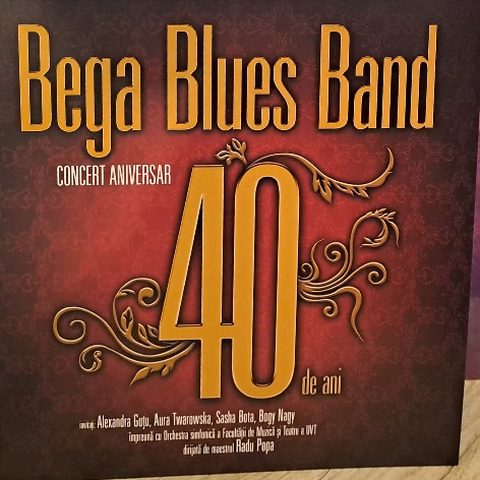 Bega Blues Band
CONCERT ANIVERSAR
40
de ani
invitați: Alexandra Guțu, Aura Twarowska, Sasha Bota, Bogy Nagy
împreună cu Orchestra simfonică a Facultății de Muzică și Teatru a UVT
dirijată de maestrul Radu Popa